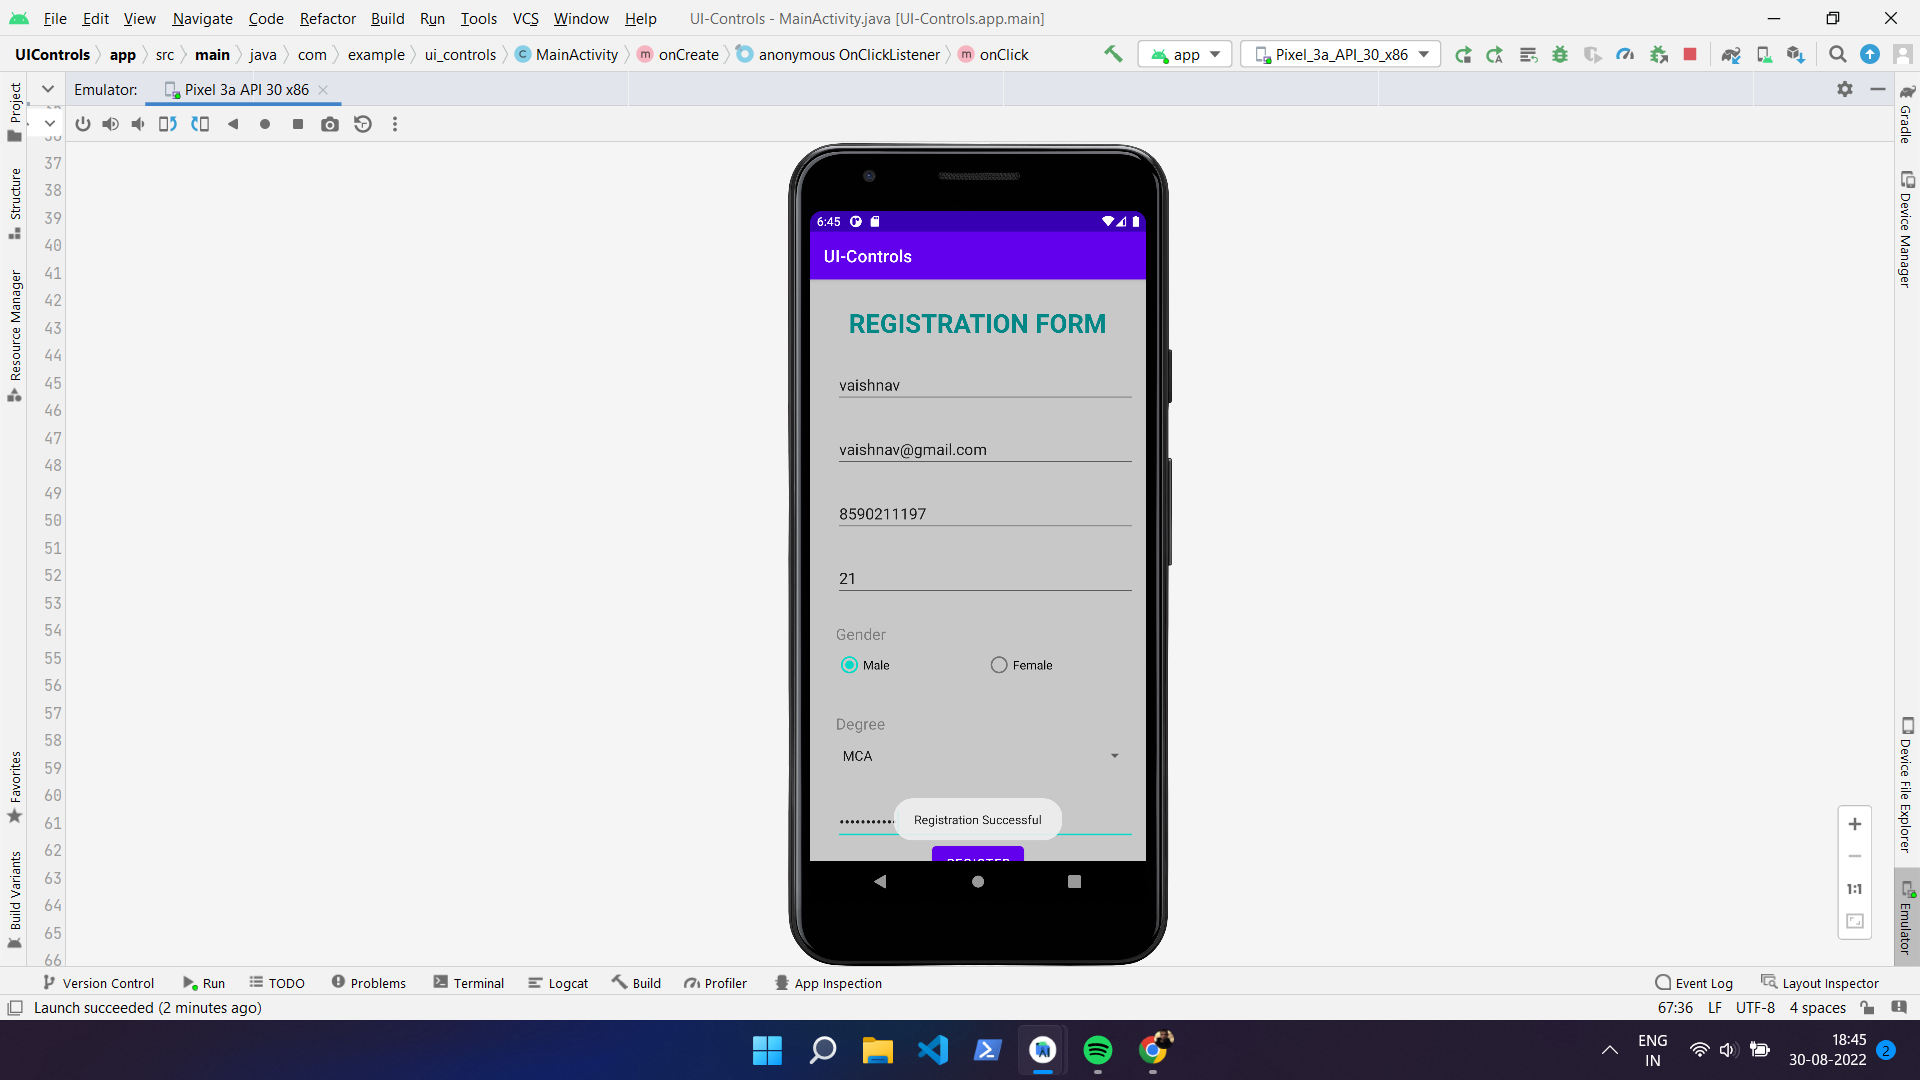 File Edit View Navigate Code Refactor Build Run Tools VCS Window Help UI-Controls - MainActivity.java [UI-Controls.app.main]
UIControls app src main java com example ui_controls C MainActivity m onCreate anonymous OnClickListener m onClick app Pixel_3a_API_30_x86
Emulator: Pixel 3a API 30 x86
Project
Structure
Resource Manager
Favorites
Build Variants
37
38
39
40
41
42
43
44
45
46
47
48
49
50
51
52
53
54
55
56
57
58
59
60
61
62
63
64
65
66
6:45
UI-Controls
REGISTRATION FORM
vaishnav
vaishnav@gmail.com
8590211197
21
Gender
Male Female
Degree
MCA
Registration Successful
REGISTER
Gradle
Device Manager
Device File Explorer
Emulator
1:1
Version Control Run TODO Problems Terminal Logcat Build Profiler App Inspection Event Log Layout Inspector
Launch succeeded (2 minutes ago) 67:36 LF UTF-8 4 spaces
ENG
IN
18:45
30-08-2022
2